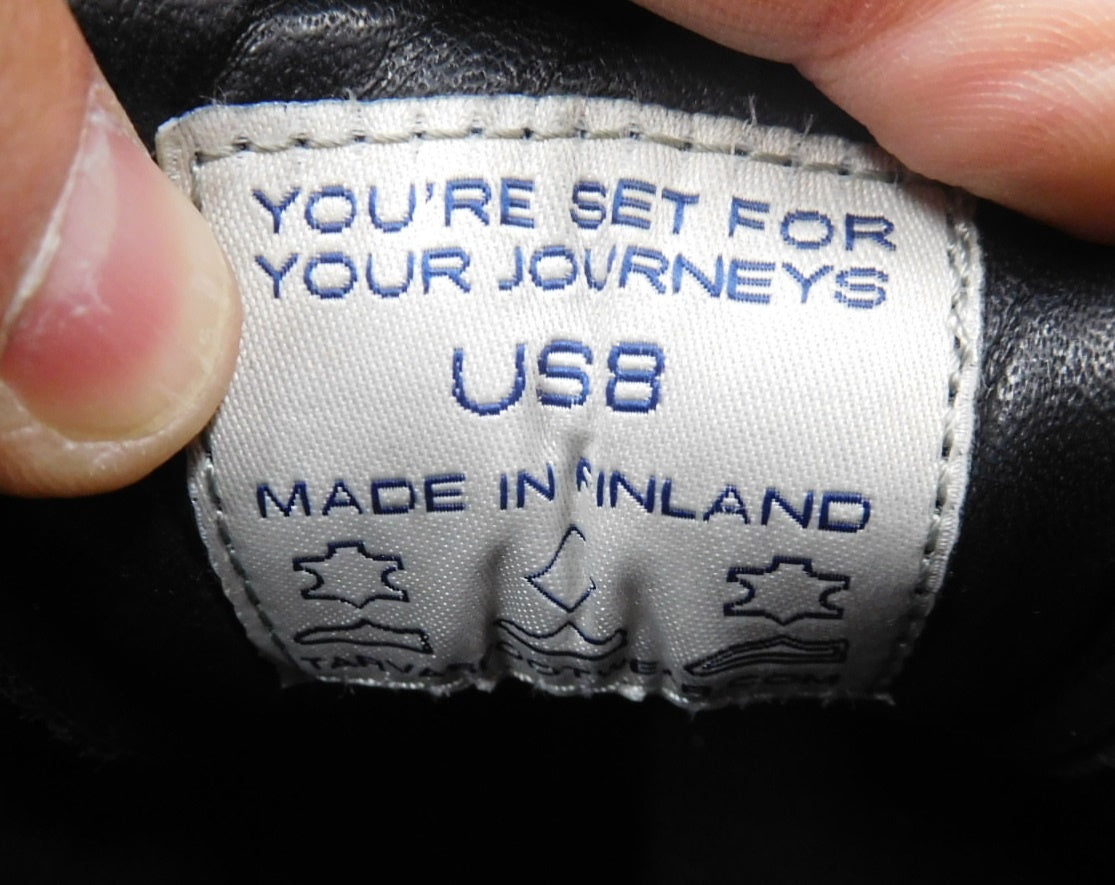 YOU'RE SET FOR
YOUR JOURNEYS
US8
MADE IN FINLAND